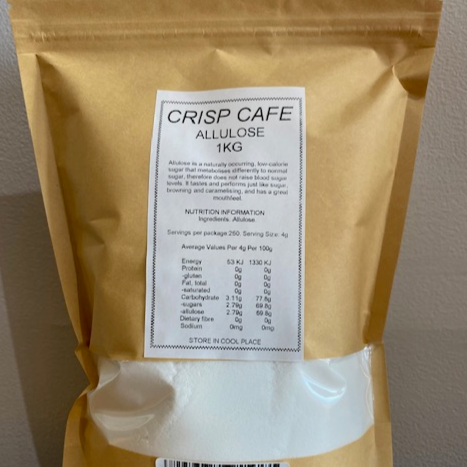 CRISP CAFE
ALLULOSE
1KG
Allulose is a naturally occurring, low-calorie
sugar that metabolises differently to normal
sugar, therefore does not raise blood sugar
levels. It tastes and performs just like sugar,
browning and caramelising, and has a great
mouthfeel.
NUTRITION INFORMATION
Ingredients: Allulose.
Servings per package 250. Serving Size: 4g
Average Values Per 4g Per 100g
Energy 53 KJ 1330 KJ
Protein 0g 0g
-gluten 0g 0g
Fat, total 0g 0g
-saturated 0g 0g
Carbohydrate 3.11g 77.8g
-sugars 2.79g 69.8g
-allulose 2.79g 69.8g
Dietary fibre 0g 0g
Sodium 0mg 0mg
STORE IN COOL PLACE